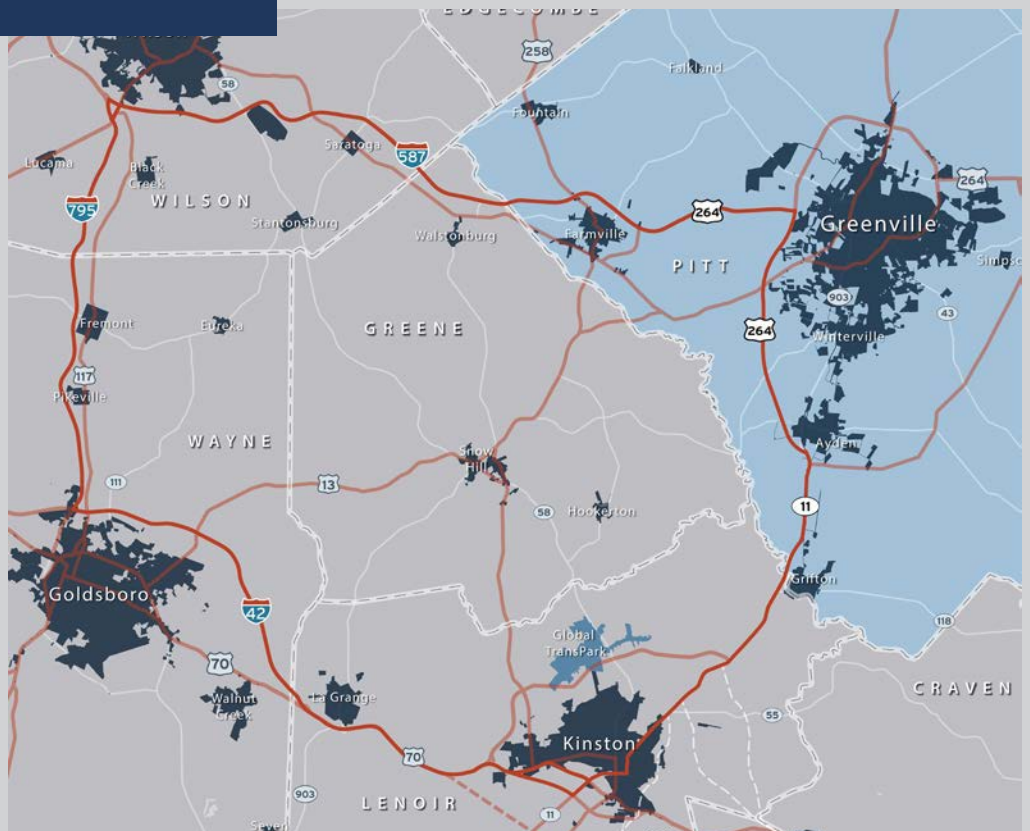 EDGECOMBE
258
Falkland
58
Fountain
Lucama
Black
Creek
Saratoga
587
264
795
WILSON
Stantonsburg
Walstonburg
Farmville
264
Greenville
PITT
Simpso
903
43
264
Winterville
Fremont
Eureka
GREENE
117
Pikeville
WAYNE
Snow
Hill
Ayden
111
13
58
Hookerton
11
Goldsboro
Grifton
42
118
Global
TransPark
70
Walnut
Creek
La Grange
CRAVEN
55
Kinston
70
903
LENOIR
11
Seven